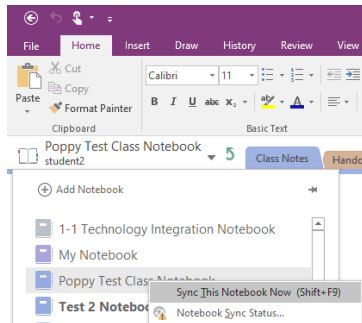 File Home Insert Draw History Review View
Cut
Calibri 11
Copy
Paste
Format Painter
B I U abc X₂ A
Clipboard Basic Text
Poppy Test Class Notebook
student2
Class Notes
Add Notebook
1-1 Technology Integration Notebook
My Notebook
Poppy Test Class
Sync This Notebook Now (Shift+F9)
Test 2
Notebook Sync Status...